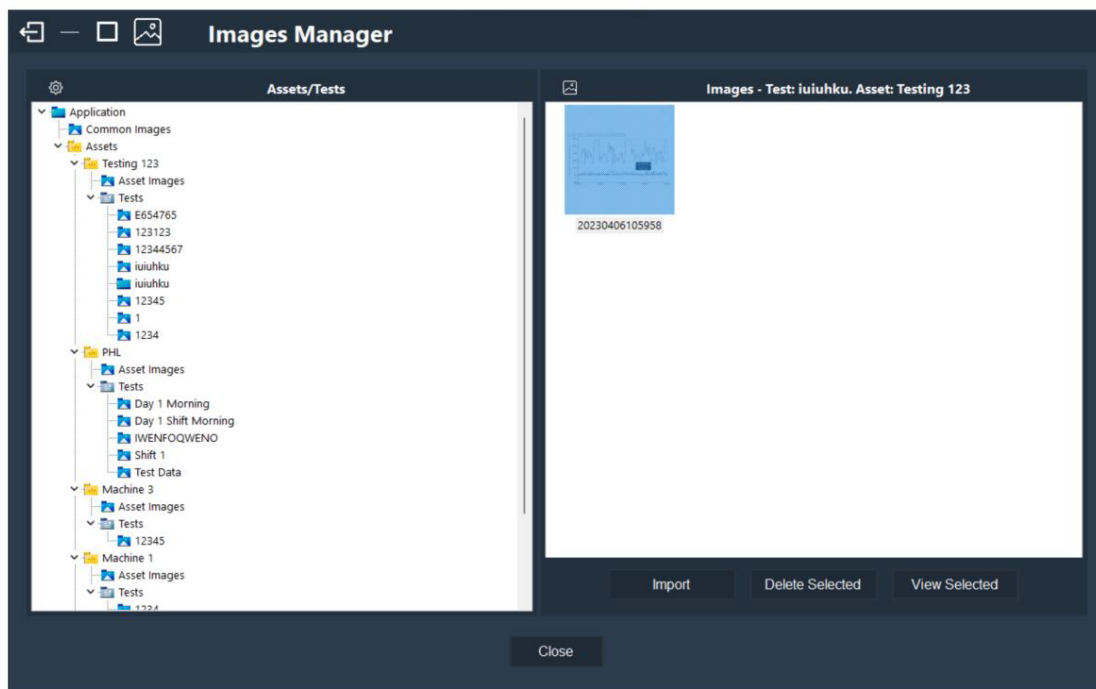 Images Manager
Assets/Tests
Application
Common Images
Assets
Testing 123
Asset Images
Tests
E654765
123123
12344567
iuiuhku
iuiuhku
12345
1
1234
PHL
Asset Images
Tests
Day 1 Morning
Day 1 Shift Morning
IWENFOQWENO
Shift 1
Test Data
Machine 3
Asset Images
Tests
12345
Machine 1
Asset Images
Tests
1234
Images - Test: iuiuhku. Asset: Testing 123
20230406105958
Import
Delete Selected
View Selected
Close